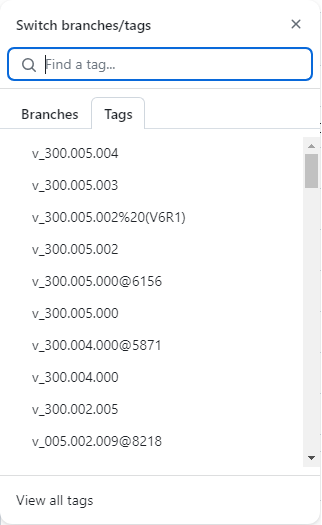 Switch branches/tags
Find a tag...
Branches Tags
v_300.005.004
v_300.005.003
v_300.005.002%20(V6R1)
v_300.005.002
v_300.005.000@6156
v_300.005.000
v_300.004.000@5871
v_300.004.000
v_300.002.005
v_005.002.009@8218
View all tags